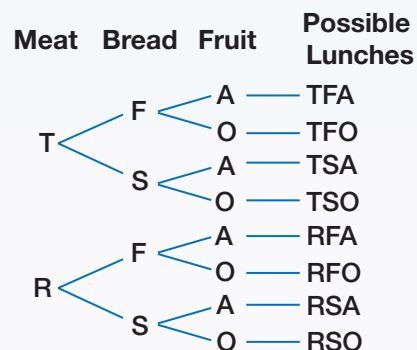 Meat Bread Fruit Possible
Lunches
A TFA
F
O TFO
T
A TSA
S
O TSO
A RFA
F
O RFO
R
A RSA
S
O RSO